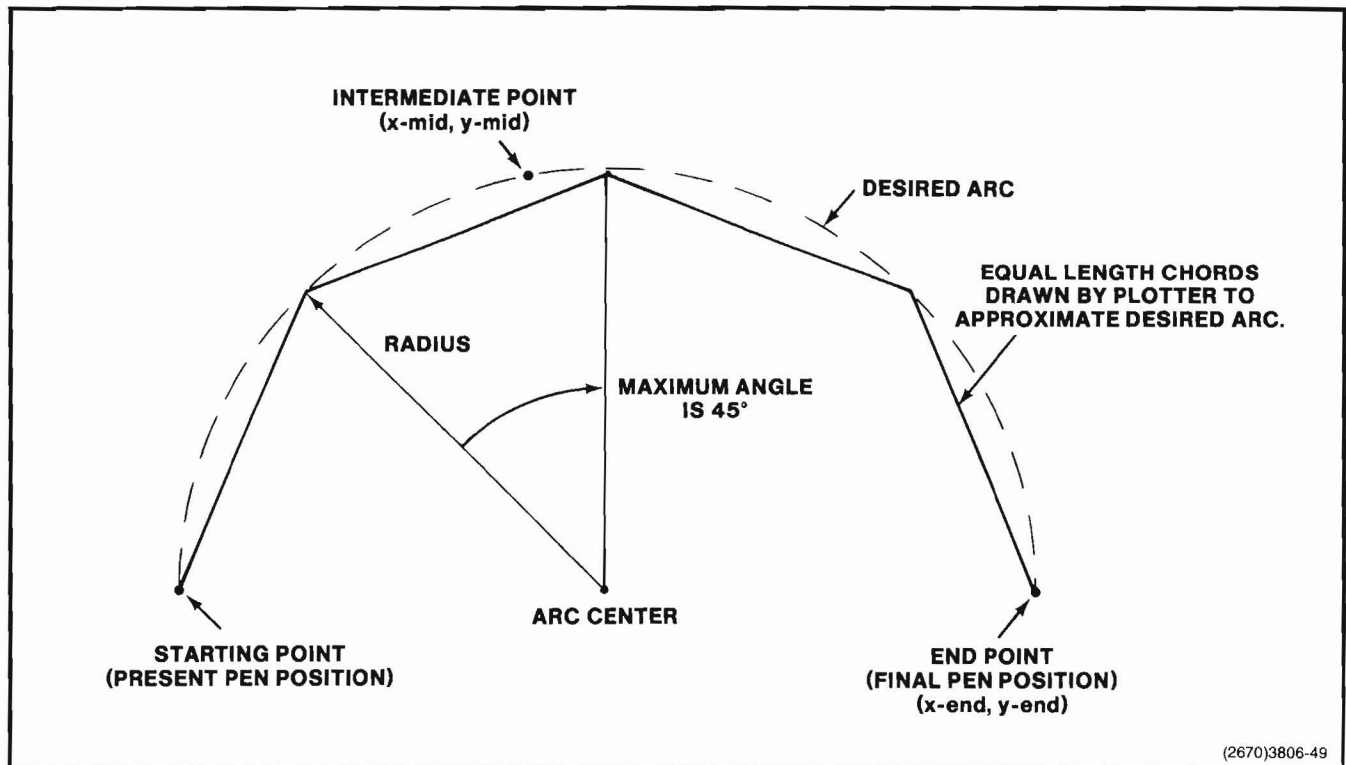 INTERMEDIATE POINT
(x-mid, y-mid)
DESIRED ARC
EQUAL LENGTH CHORDS
DRAWN BY PLOTTER TO
APPROXIMATE DESIRED ARC.
RADIUS
MAXIMUM ANGLE
IS 45°
ARC CENTER
STARTING POINT
(PRESENT PEN POSITION)
END POINT
(FINAL PEN POSITION)
(x-end, y-end)
(2670)3806-49